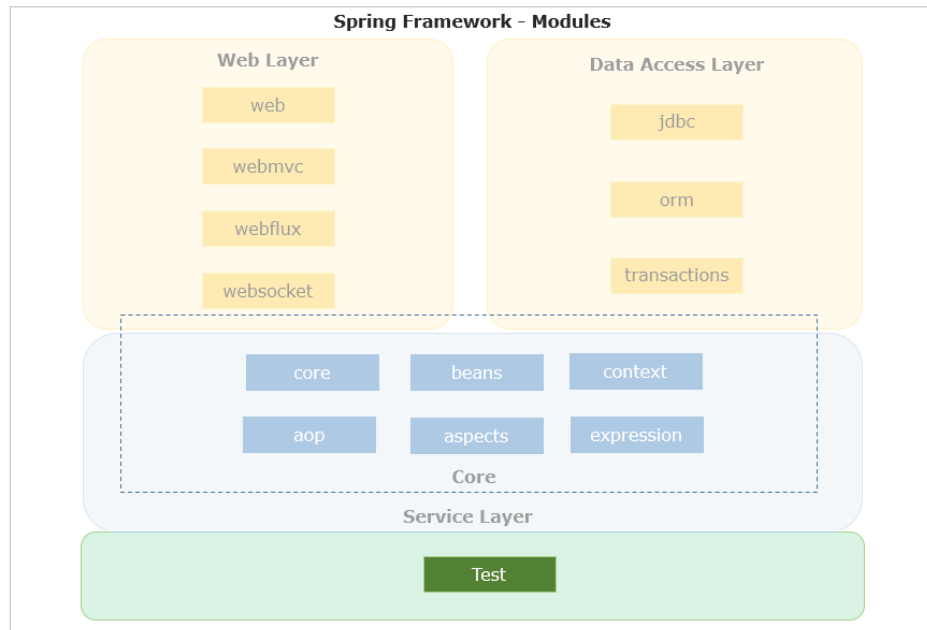 Spring Framework - Modules
Web Layer
web
webmvc
webflux
websocket
Data Access Layer
jdbc
orm
transactions
core
beans
context
aop
aspects
expression
Core
Service Layer
Test